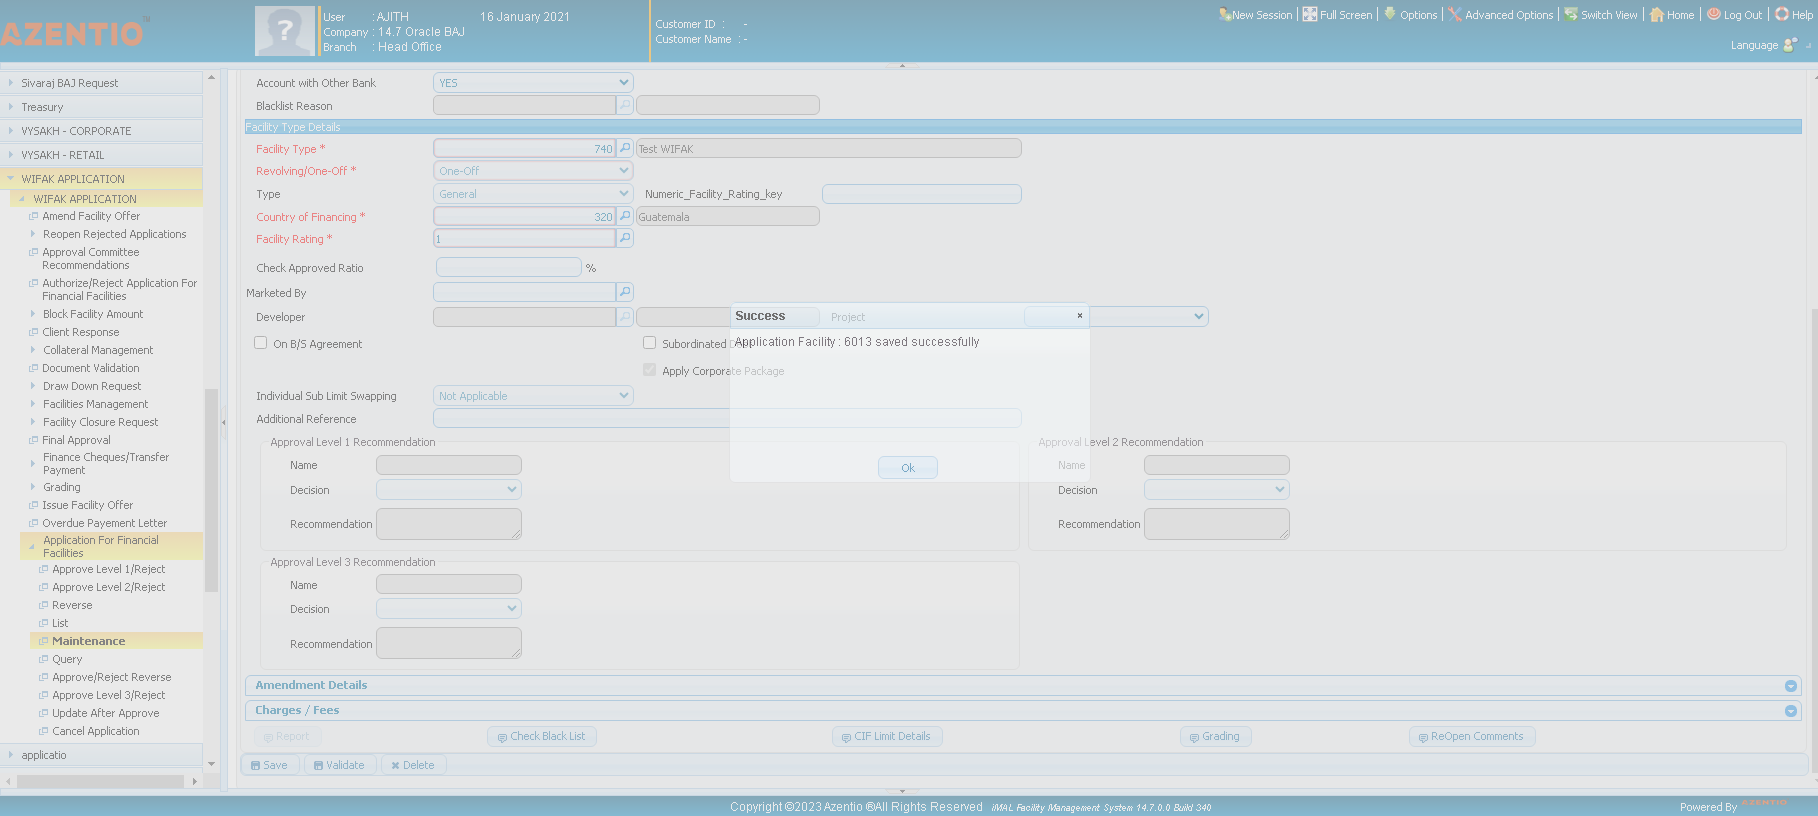 AZENTIO™
User : AJITH 16 January 2021
Company : 14.7 Oracle BAJ
Branch : Head Office
Customer ID : -
Customer Name : -
New Session Full Screen Options Advanced Options Switch View Home Log Out Help
Language
Sivaraj BAJ Request
Treasury
VYSAKH - CORPORATE
VYSAKH - RETAIL
WIFAK APPLICATION
WIFAK APPLICATION
Amend Facility Offer
Reopen Rejected Applications
Approval Committee
Recommendations
Authorize/Reject Application For
Financial Facilities
Block Facility Amount
Client Response
Collateral Management
Document Validation
Draw Down Request
Facilities Management
Facility Closure Request
Final Approval
Finance Cheques/Transfer
Payment
Grading
Issue Facility Offer
Overdue Payement Letter
Application For Financial
Facilities
Approve Level 1/Reject
Approve Level 2/Reject
Reverse
List
Maintenance
Query
Approve/Reject Reverse
Approve Level 3/Reject
Update After Approve
Cancel Application
applicatio
Account with Other Bank YES
Blacklist Reason
Facility Type Details
Facility Type * 740 Test WIFAK
Revolving/One-Off * One-Off
Type General Numeric_Facility_Rating_key
Country of Financing * 320 Guatemala
Facility Rating * 1
Check Approved Ratio %
Marketed By
Developer Project
On B/S Agreement Subordinated D
Apply Corporate Package
Success ×
Application Facility : 6013 saved successfully
Ok
Individual Sub Limit Swapping Not Applicable
Additional Reference
Approval Level 1 Recommendation
Name
Decision
Recommendation
Approval Level 2 Recommendation
Name
Decision
Recommendation
Approval Level 3 Recommendation
Name
Decision
Recommendation
Amendment Details
Charges / Fees
Report Check Black List CIF Limit Details Grading ReOpen Comments
Save Validate Delete
Copyright ©2023 Azentio ®All Rights Reserved iMAL Facility Management System 14.7.0.0 Build 340
Powered By AZENTIO